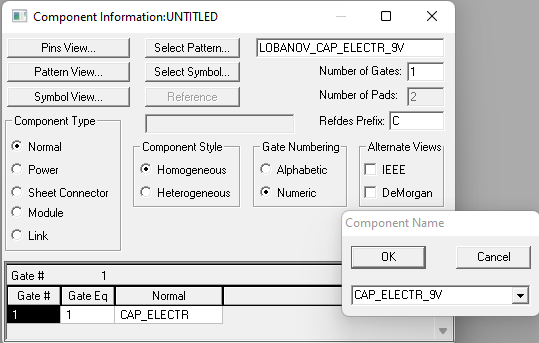 Component Information:UNTITLED
Pins View... Select Pattern... LOBANOV_CAP_ELECTR_9V
Pattern View... Select Symbol... Number of Gates: 1
Symbol View... Reference Number of Pads: 2
Refdes Prefix: C
Component Type
Normal
Power
Sheet Connector
Module
Link
Component Style
Homogeneous
Heterogeneous
Gate Numbering
Alphabetic
Numeric
Alternate Views
IEEE
DeMorgan
Component Name
OK Cancel
CAP_ELECTR_9V
Gate # 1
Gate # Gate Eq Normal
1 1 CAP_ELECTR